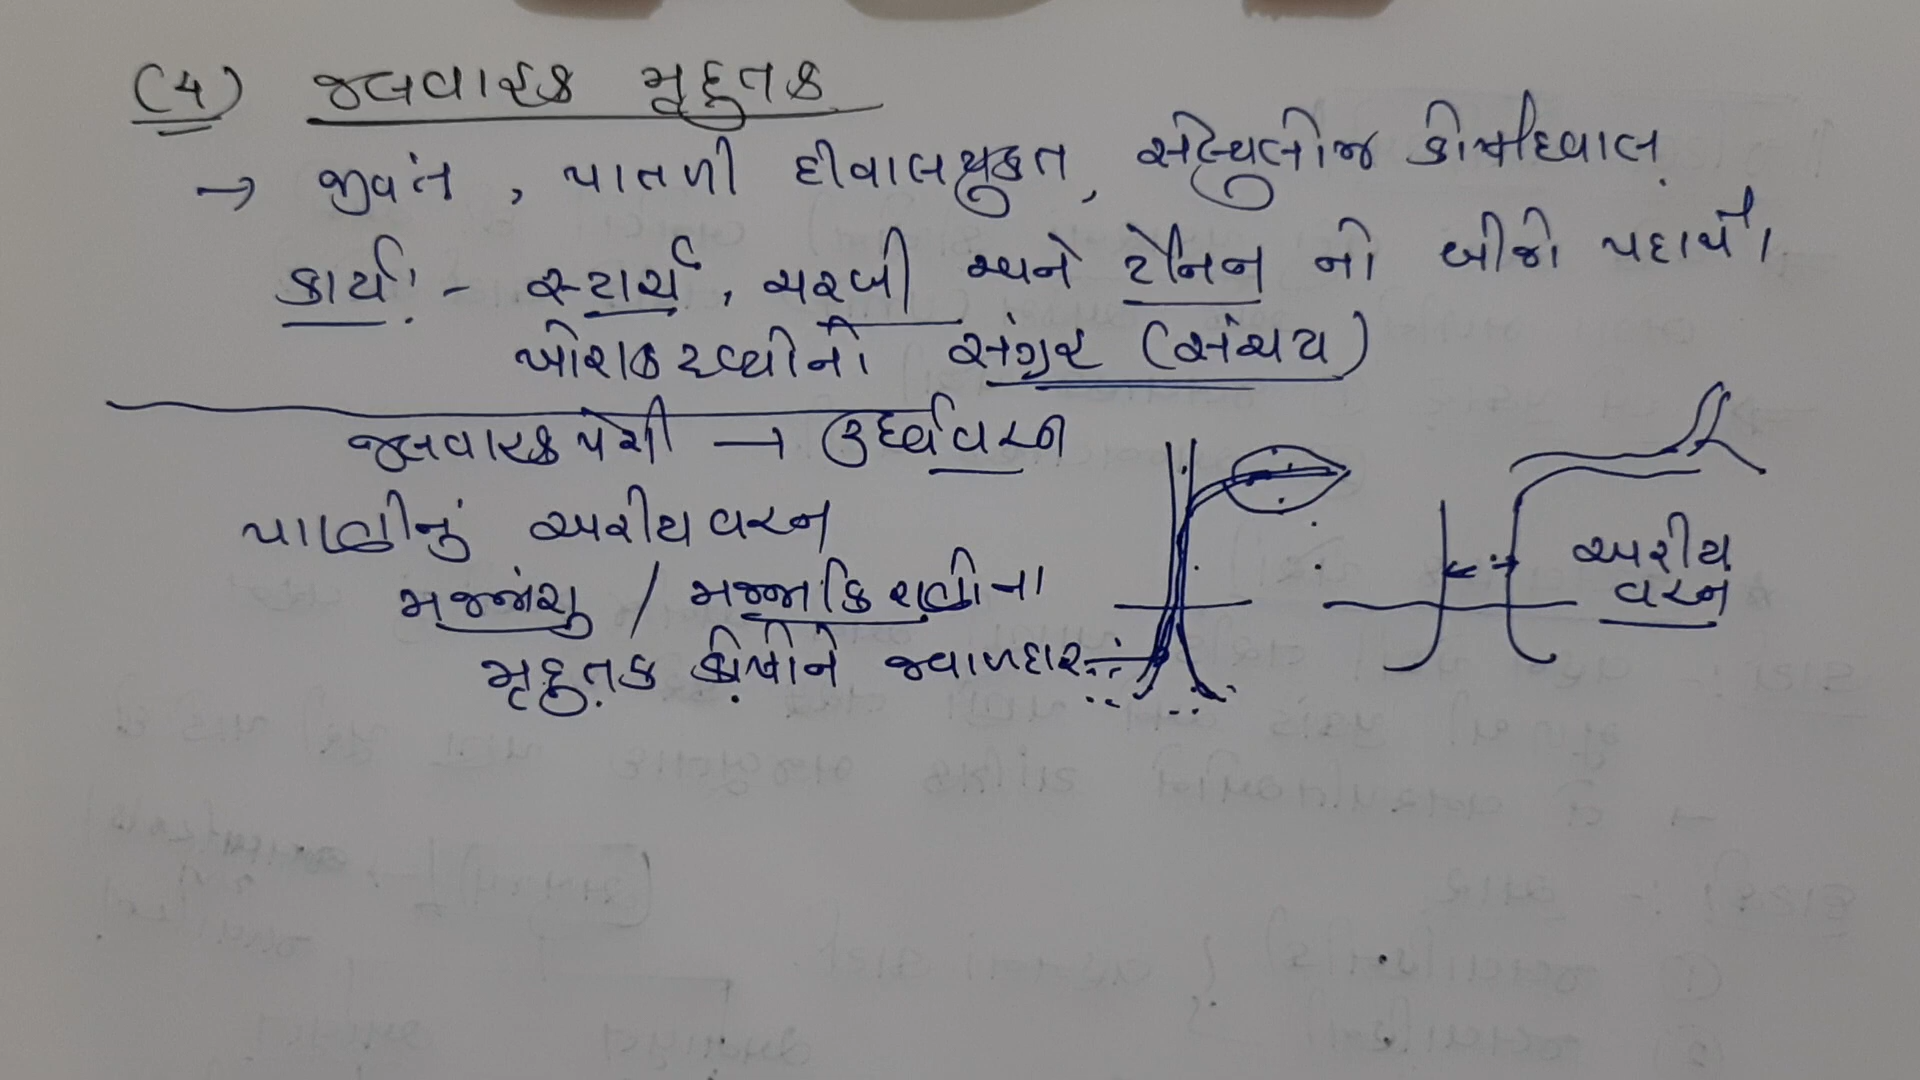 (૫) જલવાહક મૃદુતક
→ જીવંત, પાતળી દીવાલયુક્ત, સેલ્યુલોજ કોષદિવાલ.
કાર્ય :- સ્ટાર્ચ, ચરબી અને ટેનિન નો બીજો પદાર્થો
ખોરાક દ્રવ્યોનો સંગ્રહ (સંચય)
જલવાહક પેશી → ઉર્ધ્વવહન
પાણીનું અરીય વહન
મજ્જાંશુ / મજ્જાકિરણોના
મૃદુતક કોષોને જવાબદાર
અરીય
વહન